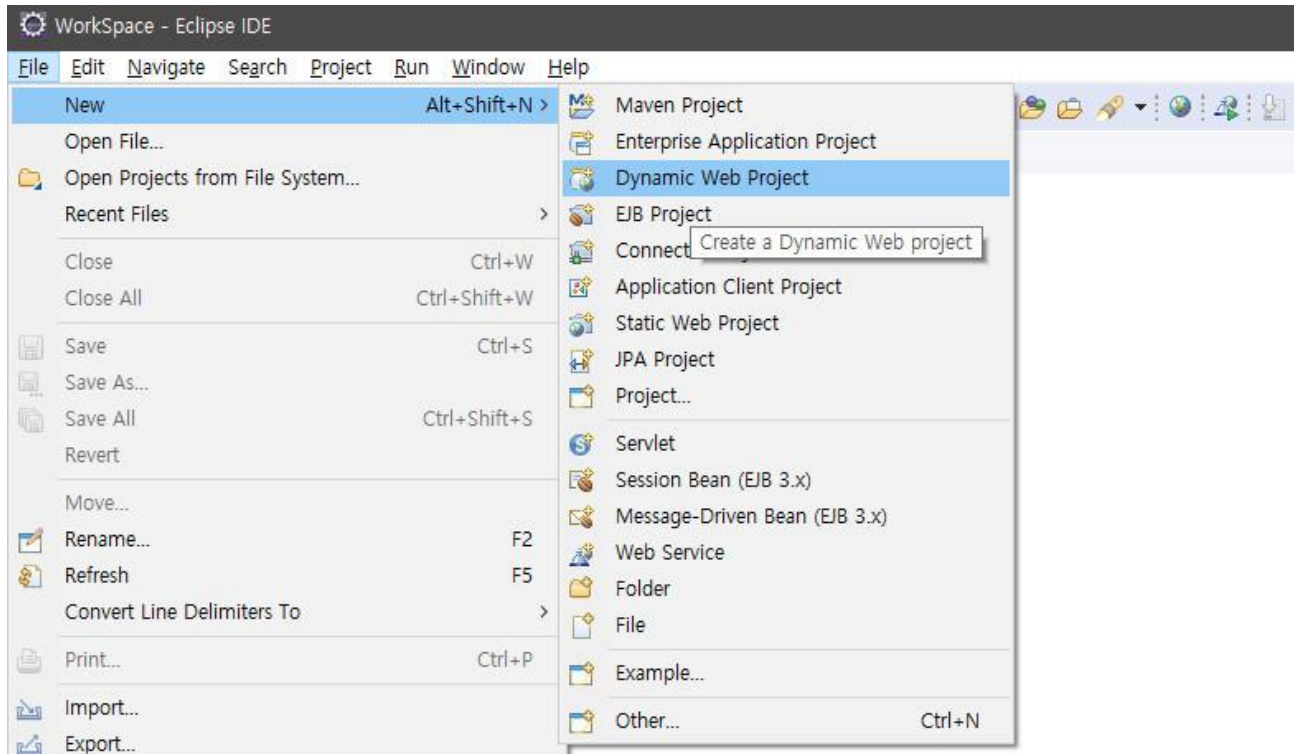 WorkSpace - Eclipse IDE
File Edit Navigate Search Project Run Window Help
New Alt+Shift+N >
Open File...
Open Projects from File System...
Recent Files >
Close Ctrl+W
Close All Ctrl+Shift+W
Save Ctrl+S
Save As...
Save All Ctrl+Shift+S
Revert
Move...
Rename... F2
Refresh F5
Convert Line Delimiters To >
Print... Ctrl+P
Import...
Export...
Maven Project
Enterprise Application Project
Dynamic Web Project
EJB Project
Create a Dynamic Web project
Connect
Application Client Project
Static Web Project
JPA Project
Project...
Servlet
Session Bean (EJB 3.x)
Message-Driven Bean (EJB 3.x)
Web Service
Folder
File
Example...
Other... Ctrl+N